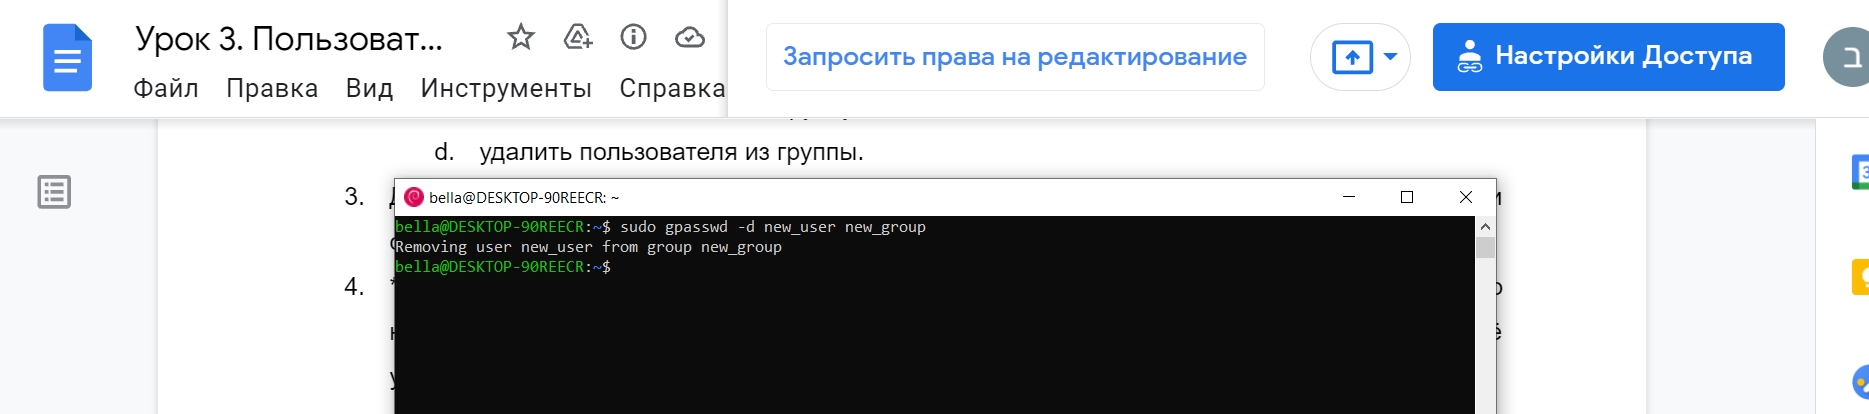 Урок 3. Пользоват...
Файл Правка Вид Инструменты Справка
Запросить права на редактирование
Настройки Доступа
ב
d. удалить пользователя из группы.
3.
4.
bella@DESKTOP-90REECR: ~
bella@DESKTOP-90REECR:~$ sudo gpasswd -d new_user new_group
Removing user new_user from group new_group
bella@DESKTOP-90REECR:~$